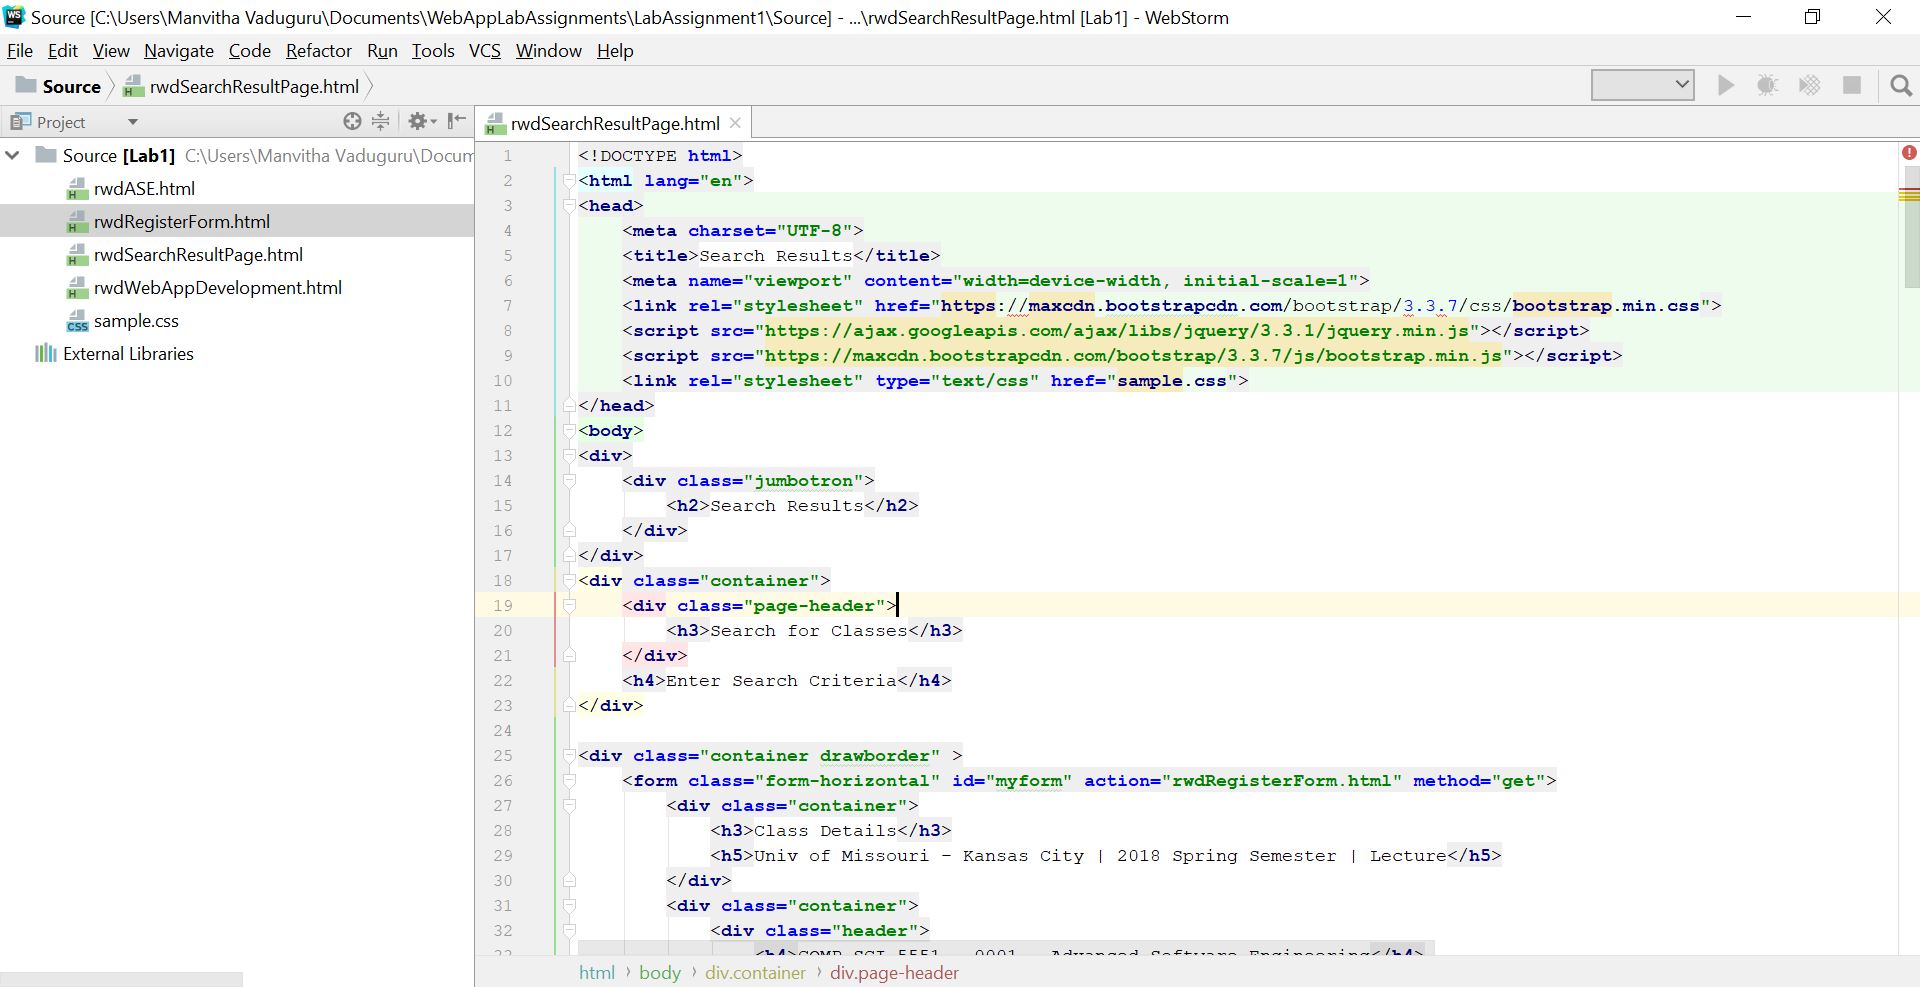 Source [C:\Users\Manvitha Vaduguru\Documents\WebAppLabAssignments\LabAssignment1\Source] - ...\rwdSearchResultPage.html [Lab1] - WebStorm
File Edit View Navigate Code Refactor Run Tools VCS Window Help
Source rwdSearchResultPage.html
Project
Source [Lab1] C:\Users\Manvitha Vaduguru\Docum
rwdASE.html
rwdRegisterForm.html
rwdSearchResultPage.html
rwdWebAppDevelopment.html
sample.css
External Libraries
rwdSearchResultPage.html
1 <!DOCTYPE html>
2 <html lang="en">
3 <head>
4 <meta charset="UTF-8">
5 <title>Search Results</title>
6 <meta name="viewport" content="width=device-width, initial-scale=1">
7 <link rel="stylesheet" href="https://maxcdn.bootstrapcdn.com/bootstrap/3.3.7/css/bootstrap.min.css">
8 <script src="https://ajax.googleapis.com/ajax/libs/jquery/3.3.1/jquery.min.js"></script>
9 <script src="https://maxcdn.bootstrapcdn.com/bootstrap/3.3.7/js/bootstrap.min.js"></script>
10 <link rel="stylesheet" type="text/css" href="sample.css">
11 </head>
12 <body>
13 <div>
14 <div class="jumbotron">
15 <h2>Search Results</h2>
16 </div>
17 </div>
18 <div class="container">
19 <div class="page-header">
20 <h3>Search for Classes</h3>
21 </div>
22 <h4>Enter Search Criteria</h4>
23 </div>
24
25 <div class="container drawborder" >
26 <form class="form-horizontal" id="myform" action="rwdRegisterForm.html" method="get">
27 <div class="container">
28 <h3>Class Details</h3>
29 <h5>Univ of Missouri - Kansas City | 2018 Spring Semester | Lecture</h5>
30 </div>
31 <div class="container">
32 <div class="header">
33 <h4>COMP SCI 5551 - 0001 Advanced Software Engineering</h4>
html › body › div.container › div.page-header